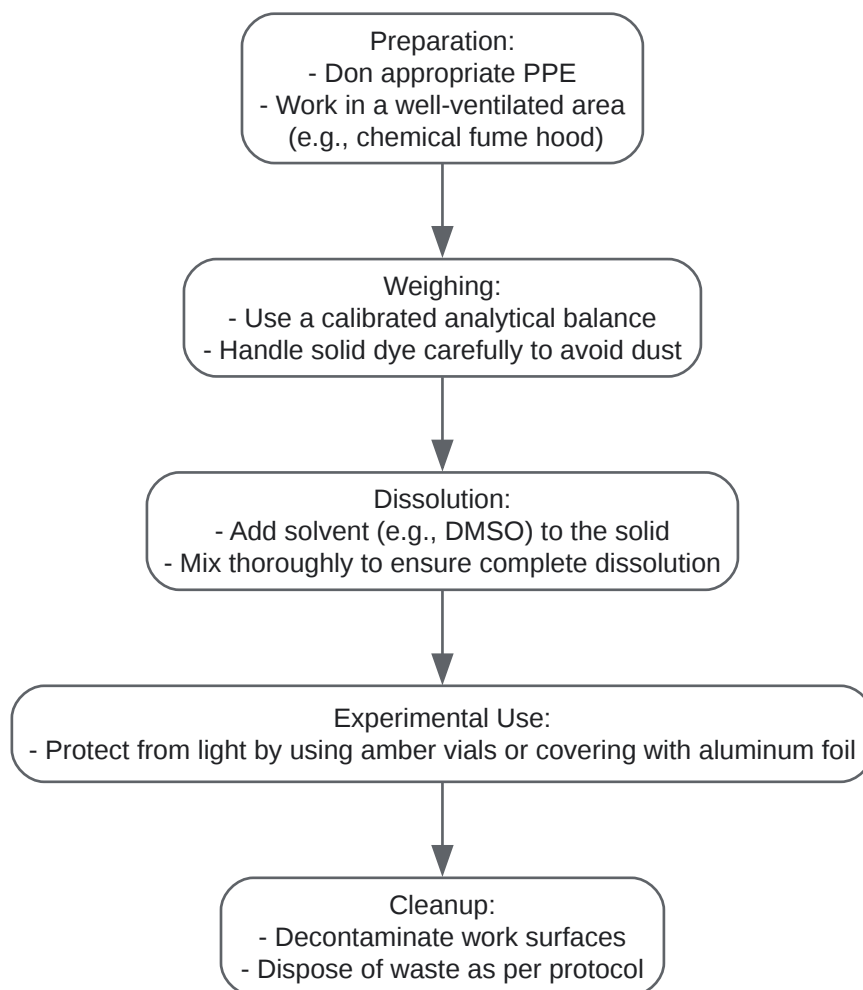 Preparation:
- Don appropriate PPE
- Work in a well-ventilated area
(e.g., chemical fume hood)
Weighing:
- Use a calibrated analytical balance
- Handle solid dye carefully to avoid dust
Dissolution:
- Add solvent (e.g., DMSO) to the solid
- Mix thoroughly to ensure complete dissolution
Experimental Use:
- Protect from light by using amber vials or covering with aluminum foil
Cleanup:
- Decontaminate work surfaces
- Dispose of waste as per protocol